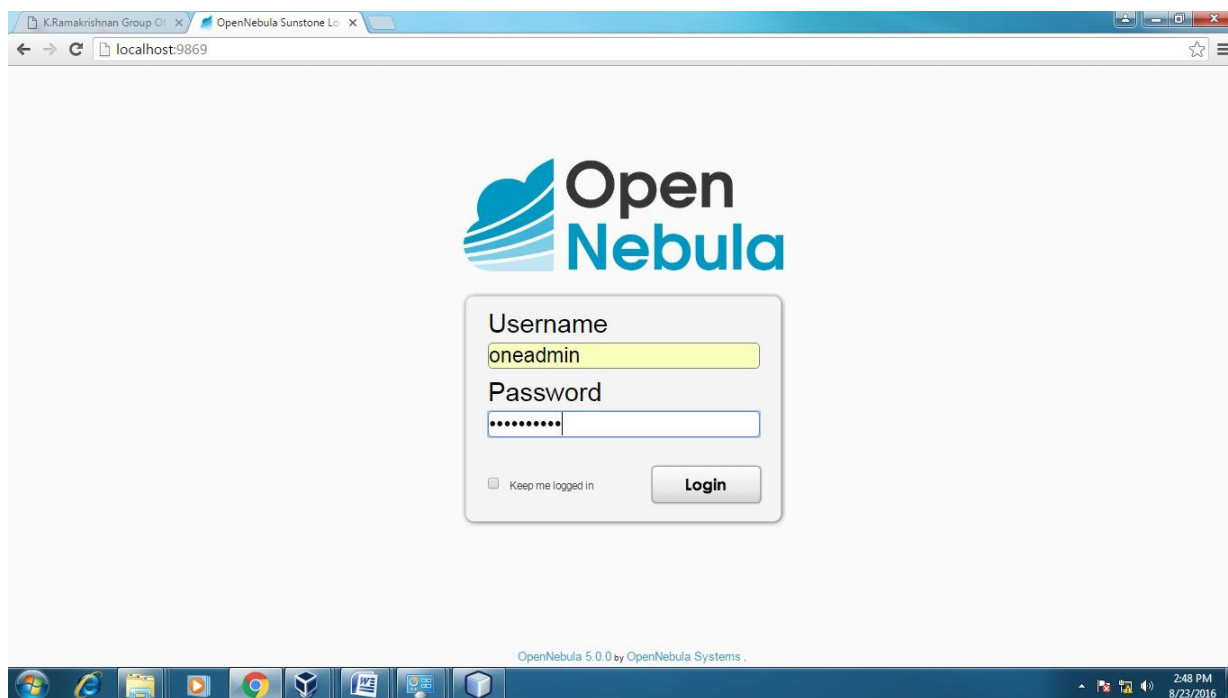 K.Ramakrishnan Group Of
OpenNebula Sunstone Lo
localhost:9869
Open
Nebula
Username
oneadmin
Password
Keep me logged in
Login
OpenNebula 5.0.0 by OpenNebula Systems .
2:48 PM
8/23/2016